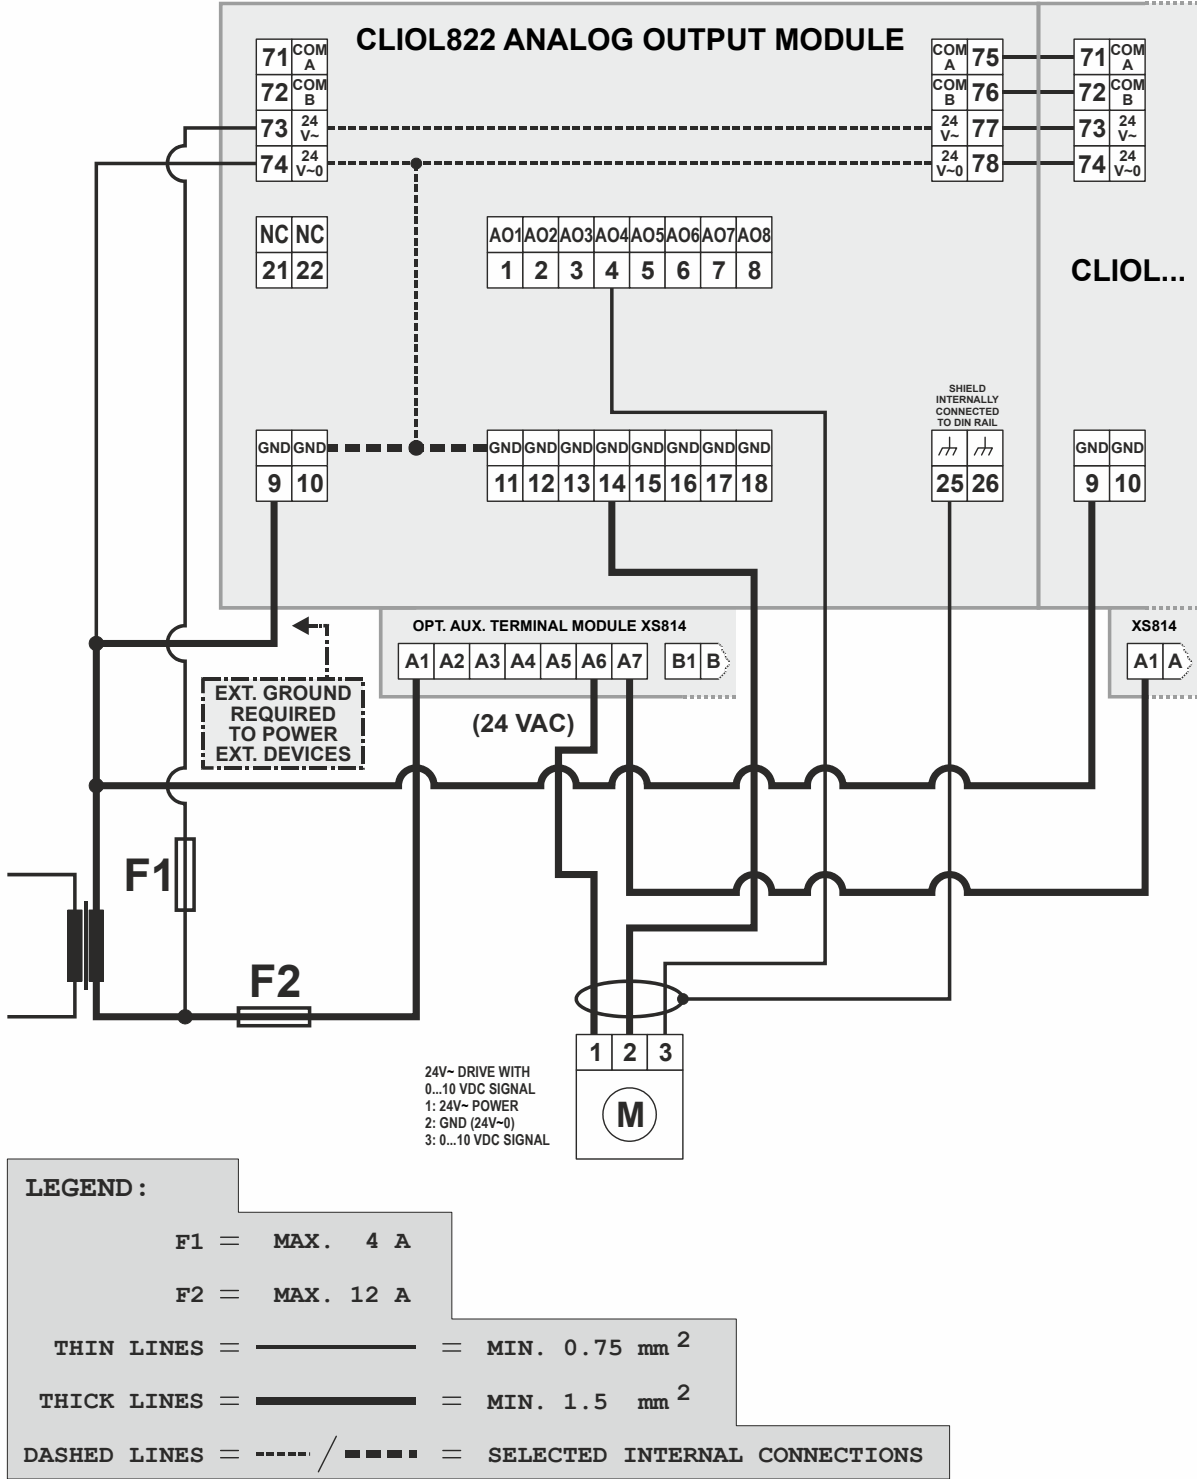 CLIOL822 ANALOG OUTPUT MODULE
71 COM A
72 COM B
73 24 V~
74 24 V~0
COM A 75
COM B 76
24 V~ 77
24 V~0 78
71 COM A
72 COM B
73 24 V~
74 24 V~0
NC NC
21 22
AO1 AO2 AO3 AO4 AO5 AO6 AO7 AO8
1 2 3 4 5 6 7 8
CLIOL...
SHIELD
INTERNALLY
CONNECTED
TO DIN RAIL
GND GND
9 10
GND GND GND GND GND GND GND GND
11 12 13 14 15 16 17 18
25 26
GND GND
9 10
OPT. AUX. TERMINAL MODULE XS814
A1 A2 A3 A4 A5 A6 A7 B1 B
XS814
A1 A
(24 VAC)
EXT. GROUND
REQUIRED
TO POWER
EXT. DEVICES
F1
F2
1 2 3
M
24V~ DRIVE WITH
0...10 VDC SIGNAL
1: 24V~ POWER
2: GND (24V~0)
3: 0...10 VDC SIGNAL
LEGEND:
F1 = MAX. 4 A
F2 = MAX. 12 A
THIN LINES = = MIN. 0.75 mm 2
THICK LINES = = MIN. 1.5 mm 2
DASHED LINES = / = SELECTED INTERNAL CONNECTIONS